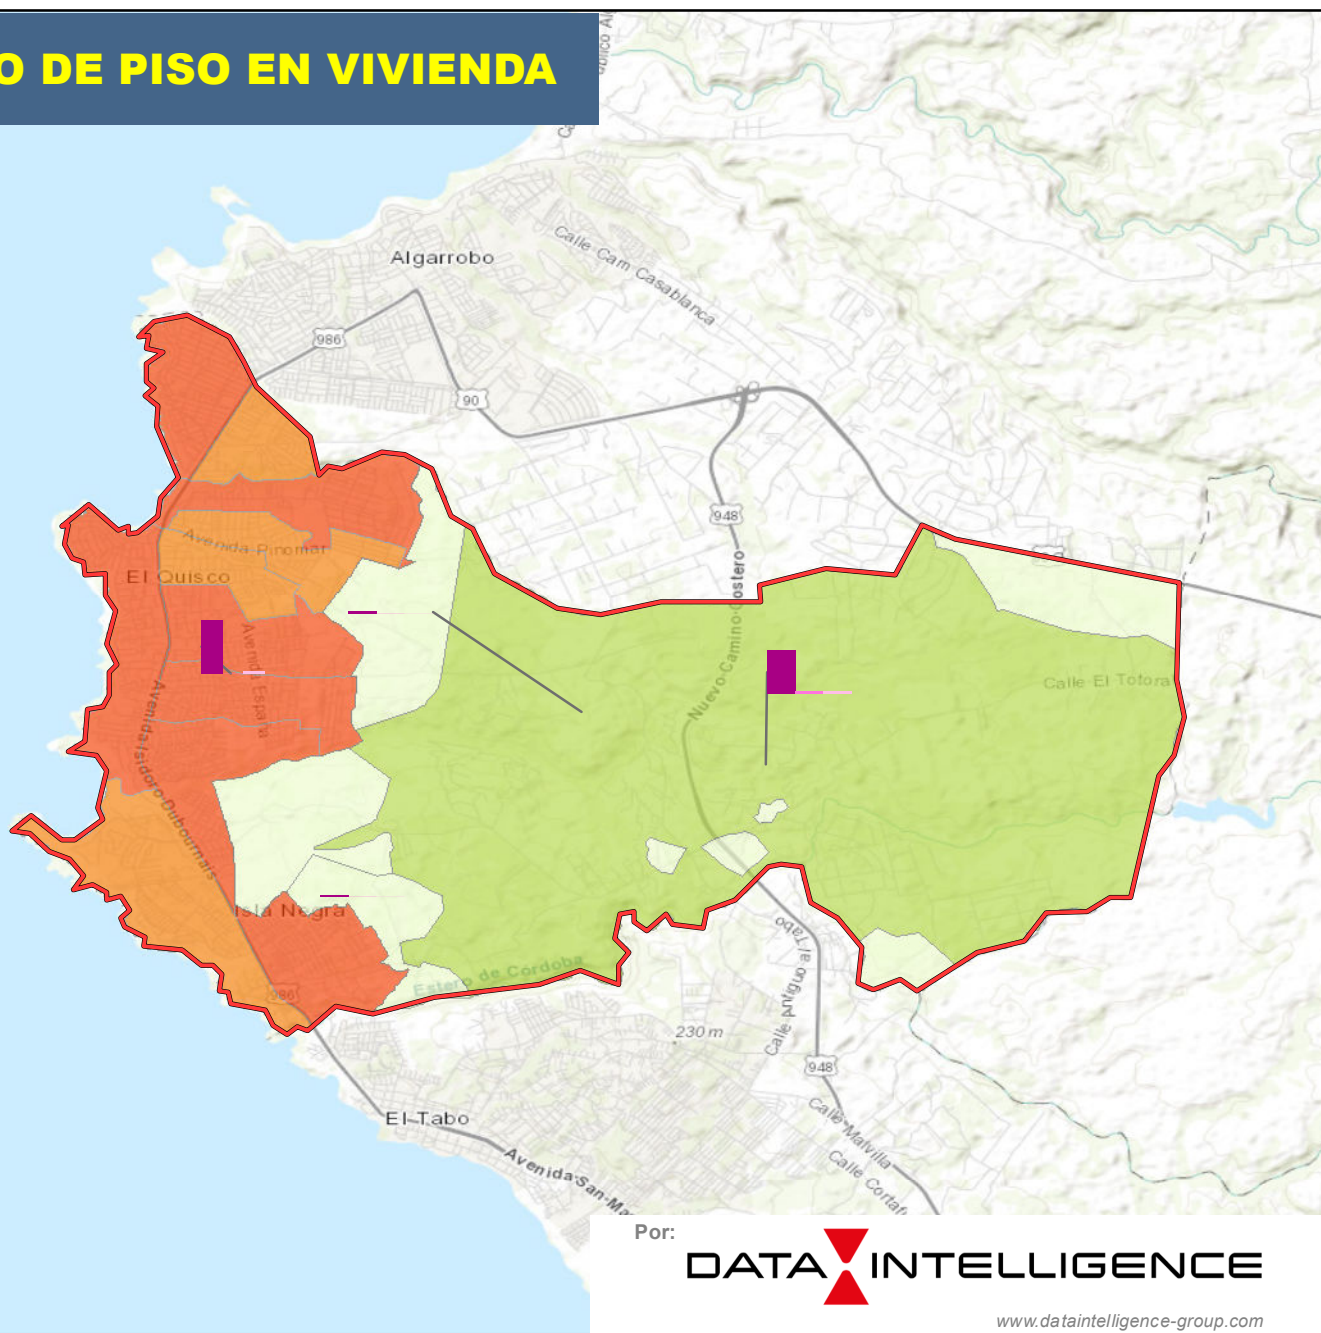 O DE PISO EN VIVIENDA
Algarrobo
Calle Cam Casablanca
986
90
948
Avenida Pinomar
El Quisco
Nuevo Camino Costero
Avenida España
Calle El Totoral
Avenida Isidoro Dubournais
Isla Negra
Estero de Córdoba
986
Calle Antiguo al Tabo
230 m
948
El Tabo
Calle Malvilla
Calle Cortaf
Avenida San Ma
Por:
DATA INTELLIGENCE
www.dataintelligence-group.com